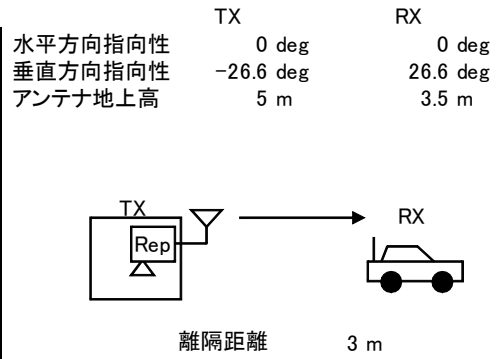 TX RX
水平方向指向性 0 deg 0 deg
垂直方向指向性 -26.6 deg 26.6 deg
アンテナ地上高 5 m 3.5 m
TX RX
Rep
離隔距離 3 m